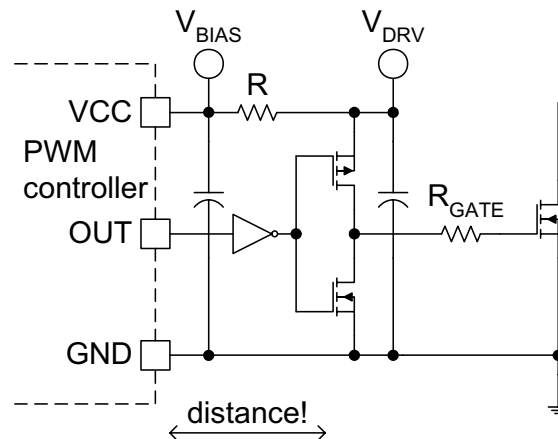 V_BIAS
V_DRV
R
VCC
PWM
controller
R_GATE
OUT
GND
distance!